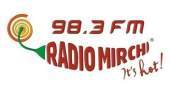 98.3 FM
RADIO MIRCHI®
It's hot!